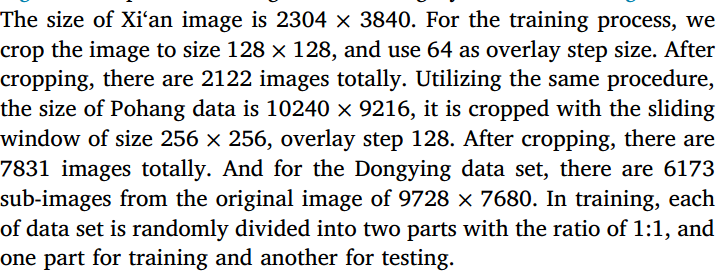 The size of Xi‘an image is 2304 × 3840. For the training process, we
crop the image to size 128 × 128, and use 64 as overlay step size. After
cropping, there are 2122 images totally. Utilizing the same procedure,
the size of Pohang data is 10240 × 9216, it is cropped with the sliding
window of size 256 × 256, overlay step 128. After cropping, there are
7831 images totally. And for the Dongying data set, there are 6173
sub-images from the original image of 9728 × 7680. In training, each
of data set is randomly divided into two parts with the ratio of 1:1, and
one part for training and another for testing.